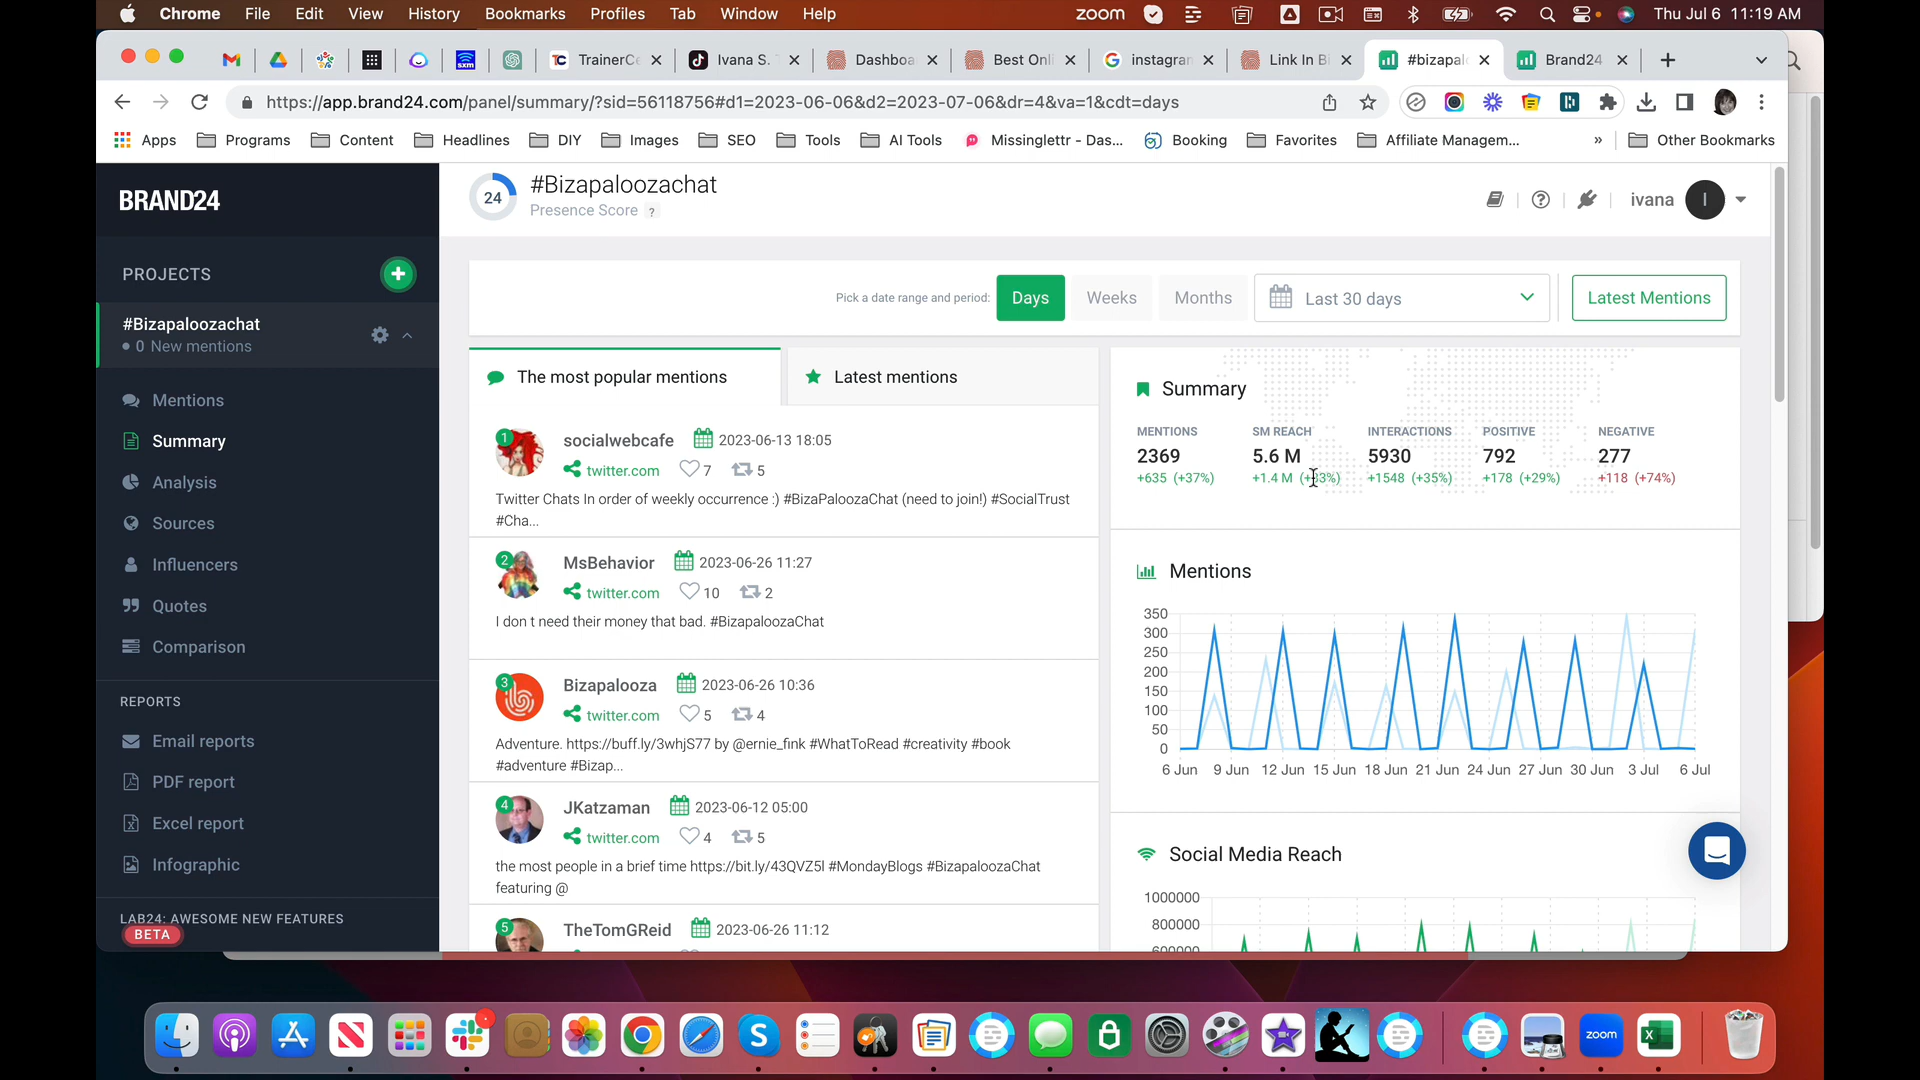 Chrome File Edit View History Bookmarks Profiles Tab Window Help zoom Thu Jul 6 11:19 AM
TrainerCe Ivana S. Dashboa Best Onl instagram Link In B #bizapal Brand24
https://app.brand24.com/panel/summary/?sid=56118756#d1=2023-06-06&d2=2023-07-06&dr=4&va=1&cdt=days
Apps Programs Content Headlines DIY Images SEO Tools AI Tools Missinglettr - Das... Booking Favorites Affiliate Managem... » Other Bookmarks
BRAND24
24
#Bizapaloozachat
Presence Score ?
ivana I
PROJECTS
#Bizapaloozachat
0 New mentions
Mentions
Summary
Analysis
Sources
Influencers
Quotes
Comparison
REPORTS
Email reports
PDF report
Excel report
Infographic
LAB24: AWESOME NEW FEATURES
BETA
Pick a date range and period: Days Weeks Months Last 30 days Latest Mentions
The most popular mentions
Latest mentions
1 socialwebcafe 2023-06-13 18:05
twitter.com 7 5
Twitter Chats In order of weekly occurrence :) #BizaPaloozaChat (need to join!) #SocialTrust
#Cha...
2 MsBehavior 2023-06-26 11:27
twitter.com 10 2
I don t need their money that bad. #BizapaloozaChat
3 Bizapalooza 2023-06-26 10:36
twitter.com 5 4
Adventure. https://buff.ly/3whjS77 by @ernie_fink #WhatToRead #creativity #book
#adventure #Bizap...
4 JKatzaman 2023-06-12 05:00
twitter.com 4 5
the most people in a brief time https://bit.ly/43QVZ5l #MondayBlogs #BizapaloozaChat
featuring @
5 TheTomGReid 2023-06-26 11:12
Summary
MENTIONS SM REACH INTERACTIONS POSITIVE NEGATIVE
2369 5.6 M 5930 792 277
+635 (+37%) +1.4 M +1548 (+35%) +178 (+29%) +118 (+74%)
Mentions
350
300
250
200
150
100
50
0
6 Jun 9 Jun 12 Jun 15 Jun 18 Jun 21 Jun 24 Jun 27 Jun 30 Jun 3 Jul 6 Jul
Social Media Reach
1000000
800000
600000
zoom